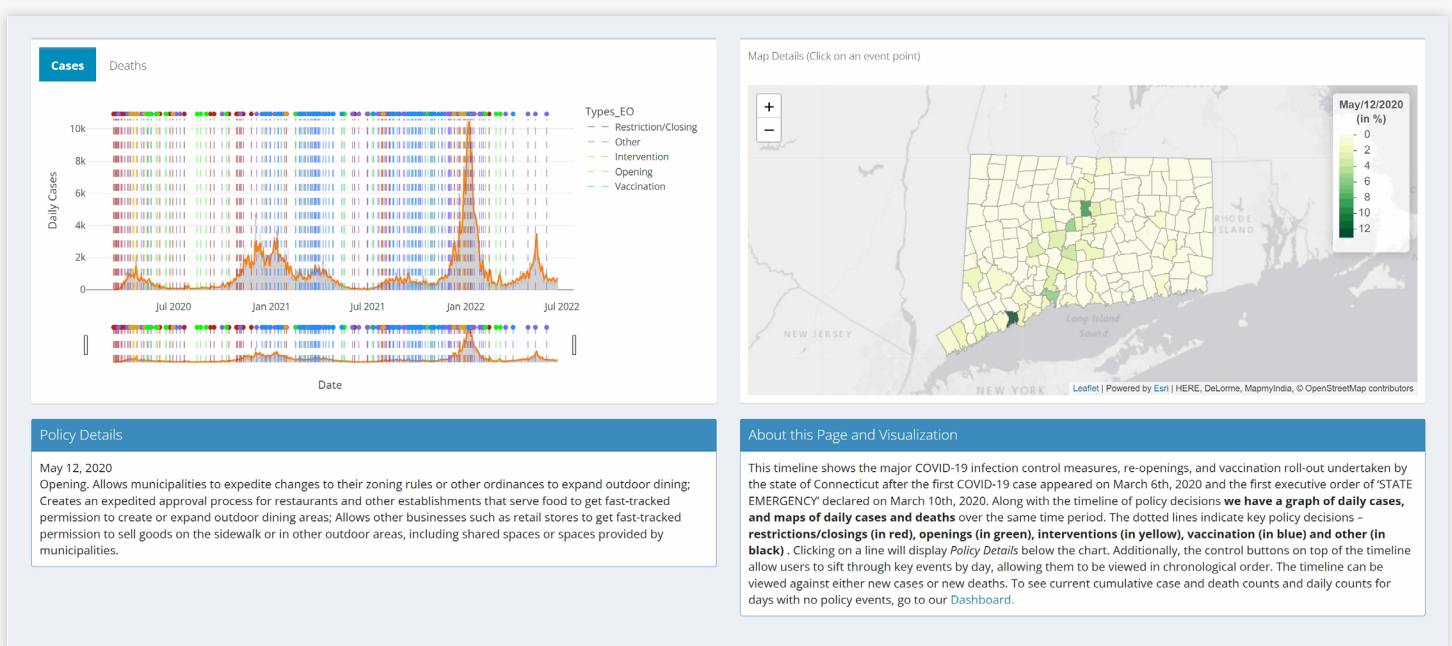 Cases
Deaths
Types_EO
Restriction/Closing
Other
Intervention
Opening
Vaccination
Daily Cases
10k
8k
6k
4k
2k
0
Jul 2020
Jan 2021
Jul 2021
Jan 2022
Jul 2022
Date
Map Details (Click on an event point)
+
−
May/12/2020
(in %)
0
2
4
6
8
10
12
RHODE
ISLAND
Long Island
Sound
NEW JERSEY
NEW YORK
Leaflet | Powered by Esri | HERE, DeLorme, MapmyIndia, © OpenStreetMap contributors
Policy Details
May 12, 2020
Opening. Allows municipalities to expedite changes to their zoning rules or other ordinances to expand outdoor dining;
Creates an expedited approval process for restaurants and other establishments that serve food to get fast-tracked
permission to create or expand outdoor dining areas; Allows other businesses such as retail stores to get fast-tracked
permission to sell goods on the sidewalk or in other outdoor areas, including shared spaces or spaces provided by
municipalities.
About this Page and Visualization
This timeline shows the major COVID-19 infection control measures, re-openings, and vaccination roll-out undertaken by
the state of Connecticut after the first COVID-19 case appeared on March 6th, 2020 and the first executive order of ‘STATE
EMERGENCY’ declared on March 10th, 2020. Along with the timeline of policy decisions we have a graph of daily cases,
and maps of daily cases and deaths over the same time period. The dotted lines indicate key policy decisions –
restrictions/closings (in red), openings (in green), interventions (in yellow), vaccination (in blue) and other (in
black) . Clicking on a line will display Policy Details below the chart. Additionally, the control buttons on top of the timeline
allow users to sift through key events by day, allowing them to be viewed in chronological order. The timeline can be
viewed against either new cases or new deaths. To see current cumulative case and death counts and daily counts for
days with no policy events, go to our Dashboard.